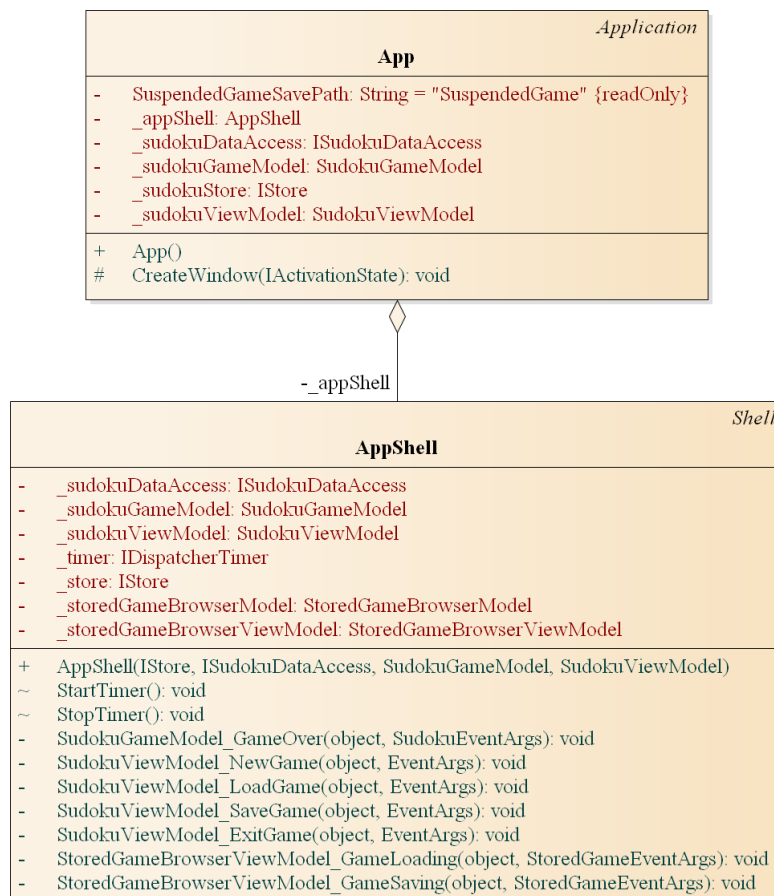 Application
App
- SuspendedGameSavePath: String = "SuspendedGame" {readOnly}
- _appShell: AppShell
- _sudokuDataAccess: ISudokuDataAccess
- _sudokuGameModel: SudokuGameModel
- _sudokuStore: IStore
- _sudokuViewModel: SudokuViewModel
+ App()
# CreateWindow(IActivationState): void
-_appShell
Shell
AppShell
- _sudokuDataAccess: ISudokuDataAccess
- _sudokuGameModel: SudokuGameModel
- _sudokuViewModel: SudokuViewModel
- _timer: IDispatcherTimer
- _store: IStore
- _storedGameBrowserModel: StoredGameBrowserModel
- _storedGameBrowserViewModel: StoredGameBrowserViewModel
+ AppShell(IStore, ISudokuDataAccess, SudokuGameModel, SudokuViewModel)
~ StartTimer(): void
~ StopTimer(): void
- SudokuGameModel_GameOver(object, SudokuEventArgs): void
- SudokuViewModel_NewGame(object, EventArgs): void
- SudokuViewModel_LoadGame(object, EventArgs): void
- SudokuViewModel_SaveGame(object, EventArgs): void
- SudokuViewModel_ExitGame(object, EventArgs): void
- StoredGameBrowserViewModel_GameLoading(object, StoredGameEventArgs): void
- StoredGameBrowserViewModel_GameSaving(object, StoredGameEventArgs): void